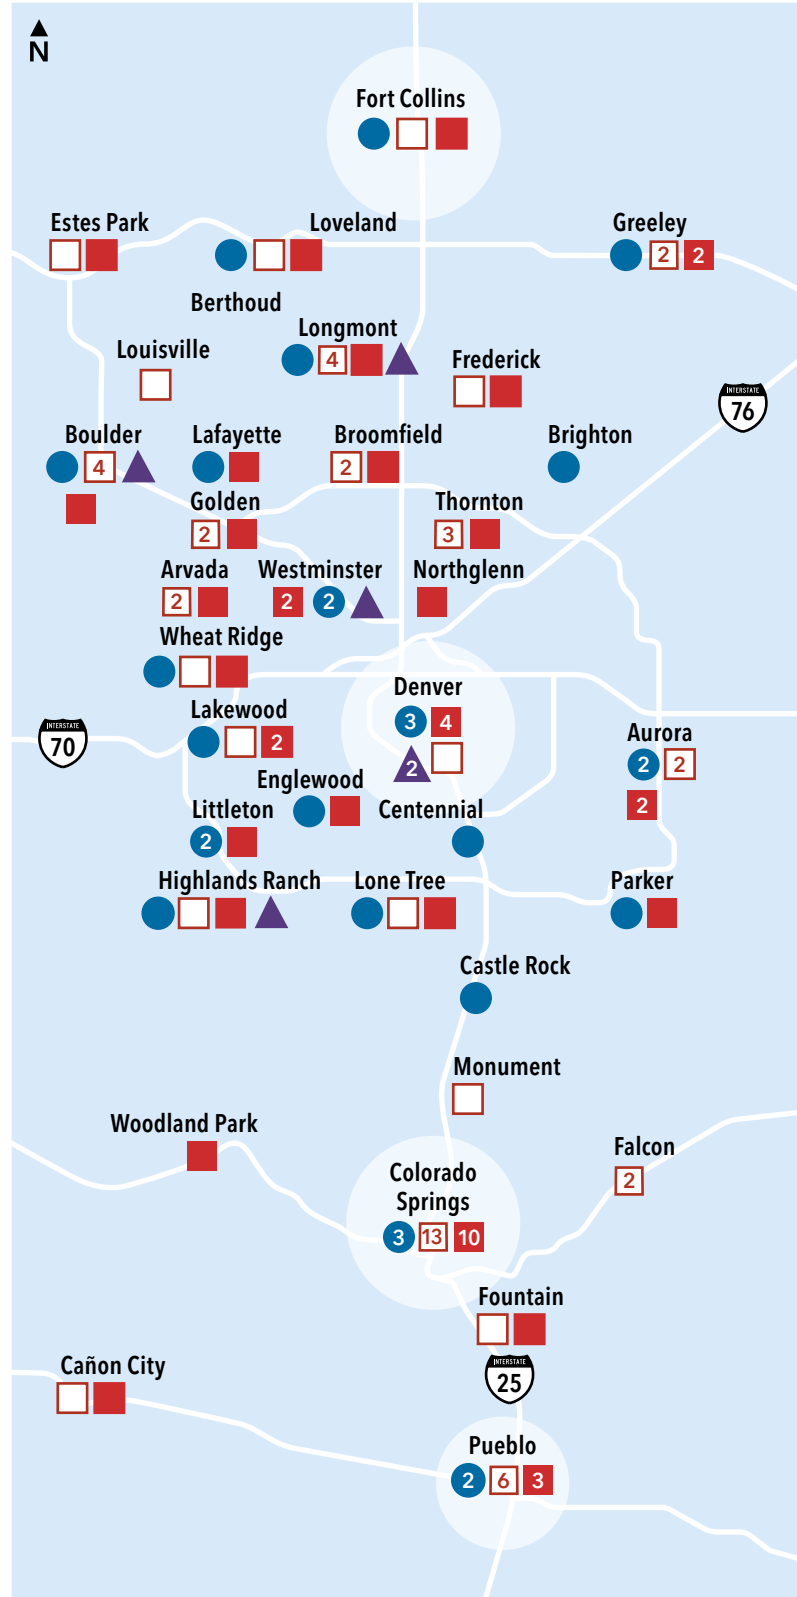 N
Fort Collins
Estes Park
Loveland
Greeley
2 2
Berthoud
Longmont
4
Louisville
Frederick
INTERSTATE
76
Boulder
4
Lafayette
Broomfield
2
Brighton
Golden
2
Thornton
3
Arvada
2
Westminster
2 2
Northglenn
Wheat Ridge
Denver
3 4
2
Lakewood
2
INTERSTATE
70
Aurora
2 2
2
Englewood
Littleton
2
Centennial
Highlands Ranch
Lone Tree
Parker
Castle Rock
Monument
Woodland Park
Falcon
2
Colorado
Springs
3 13 10
Fountain
INTERSTATE
25
Cañon City
Pueblo
2 6 3